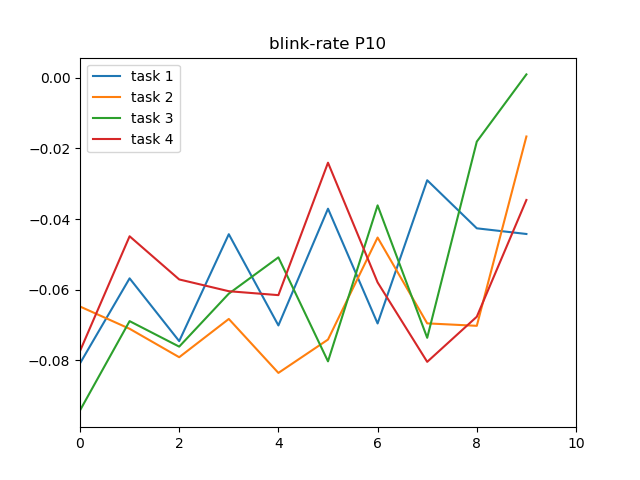 blink-rate P10
task 1
task 2
task 3
task 4
0.00
−0.02
−0.04
−0.06
−0.08
0 2 4 6 8 10